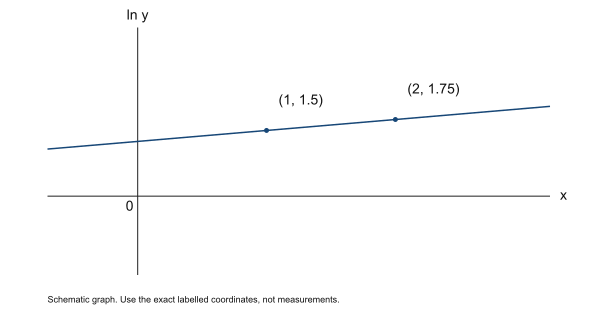 ln y
(2, 1.75)
(1, 1.5)
x
0
Schematic graph. Use the exact labelled coordinates, not measurements.